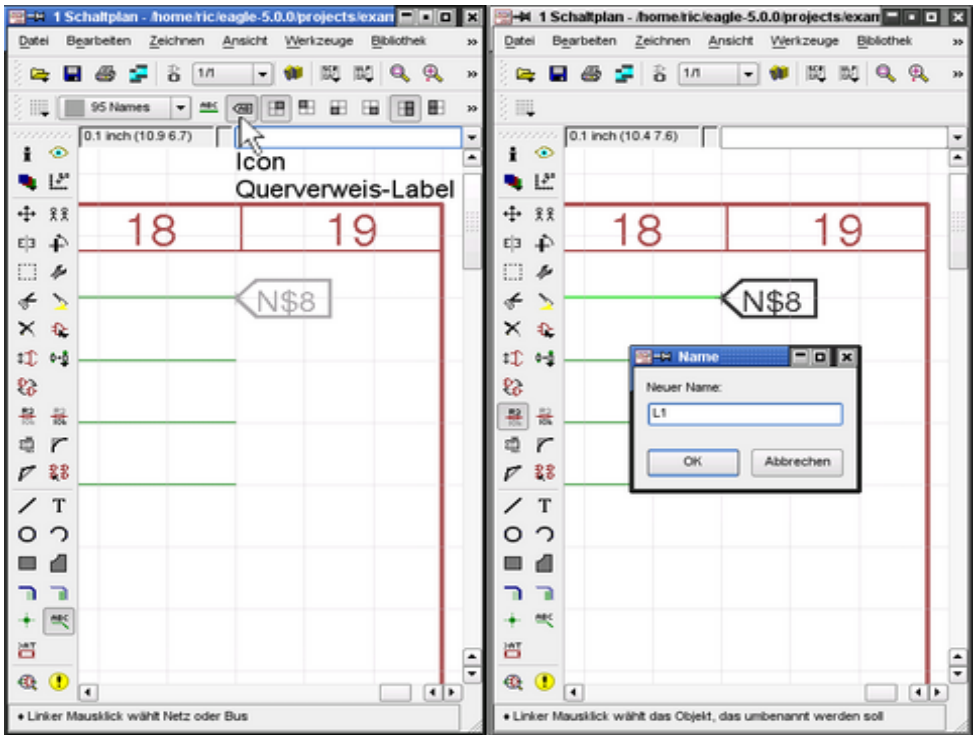 1 Schaltplan - /home/ric/eagle-5.0.0/projects/exan
Datei Bearbeiten Zeichnen Ansicht Werkzeuge Bibliothek »
1/1 »
95 Names ABC »
0.1 inch (10.9 6.7)
Icon
Querverweis-Label
18 19
N$8
• Linker Mausklick wählt Netz oder Bus
1 Schaltplan - /home/ric/eagle-5.0.0/projects/exam
Datei Bearbeiten Zeichnen Ansicht Werkzeuge Bibliothek »
1/1 »
0.1 inch (10.4 7.6)
18 19
N$8
Name
Neuer Name:
L1
OK Abbrechen
• Linker Mausklick wählt das Objekt, das umbenannt werden soll